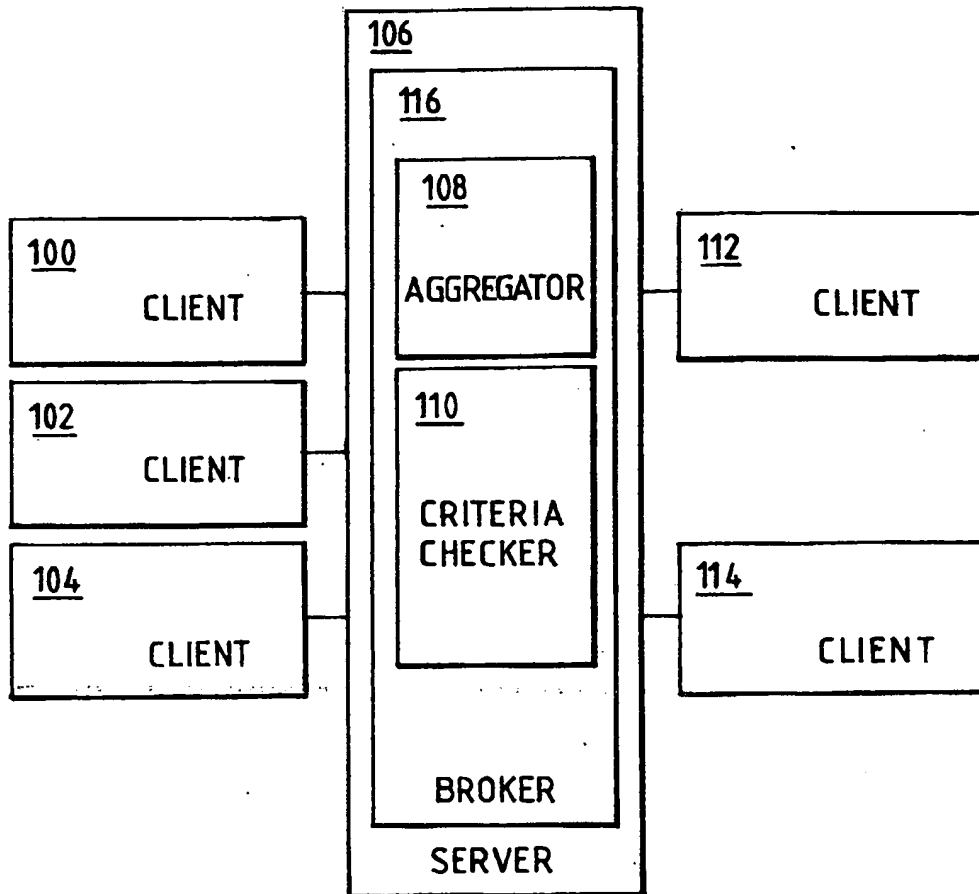 106
116
108
AGGREGATOR
110
CRITERIA
CHECKER
BROKER
SERVER
100
CLIENT
102
CLIENT
104
CLIENT
112
CLIENT
114
CLIENT